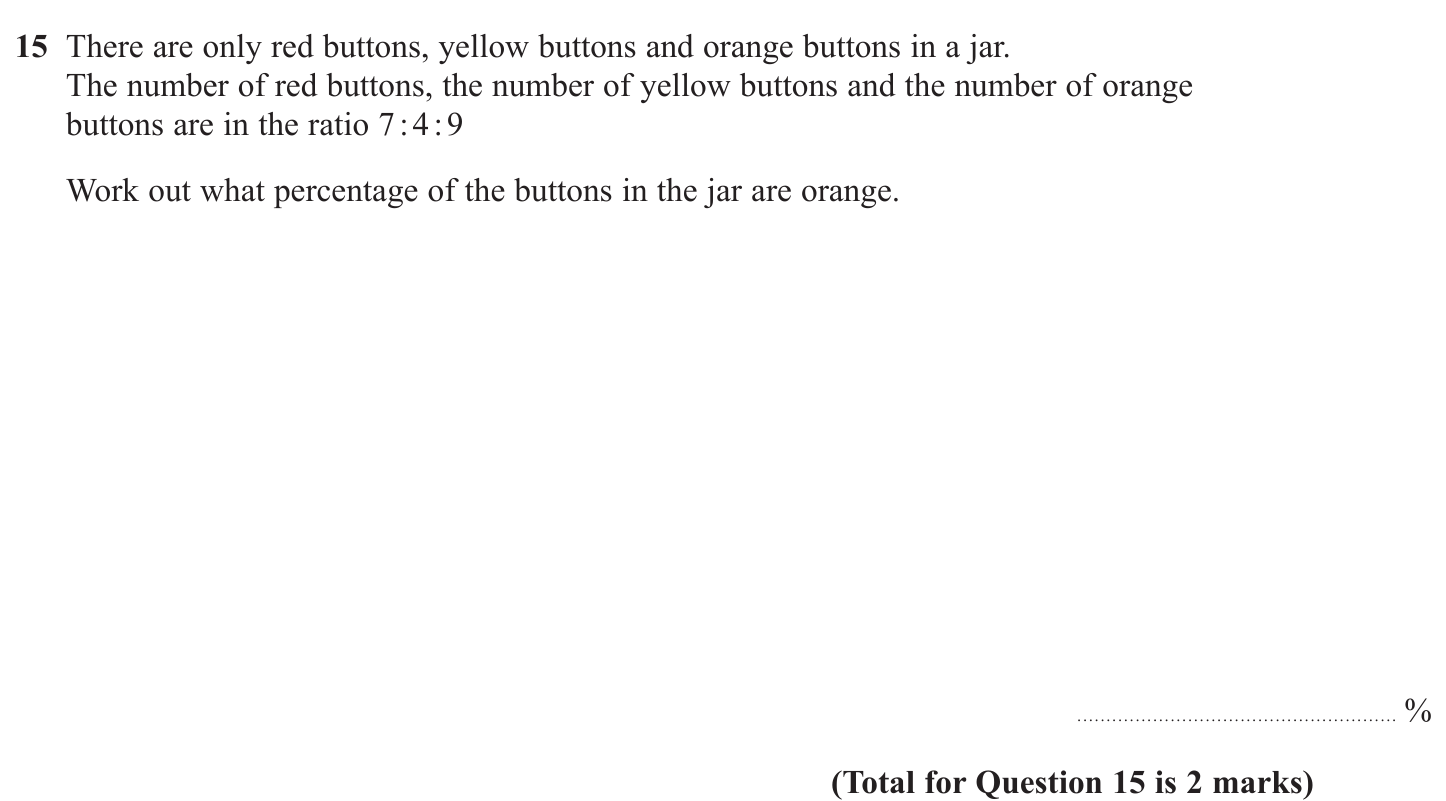 15 There are only red buttons, yellow buttons and orange buttons in a jar.
The number of red buttons, the number of yellow buttons and the number of orange
buttons are in the ratio 7 : 4 : 9
Work out what percentage of the buttons in the jar are orange.
...................................................... %
(Total for Question 15 is 2 marks)